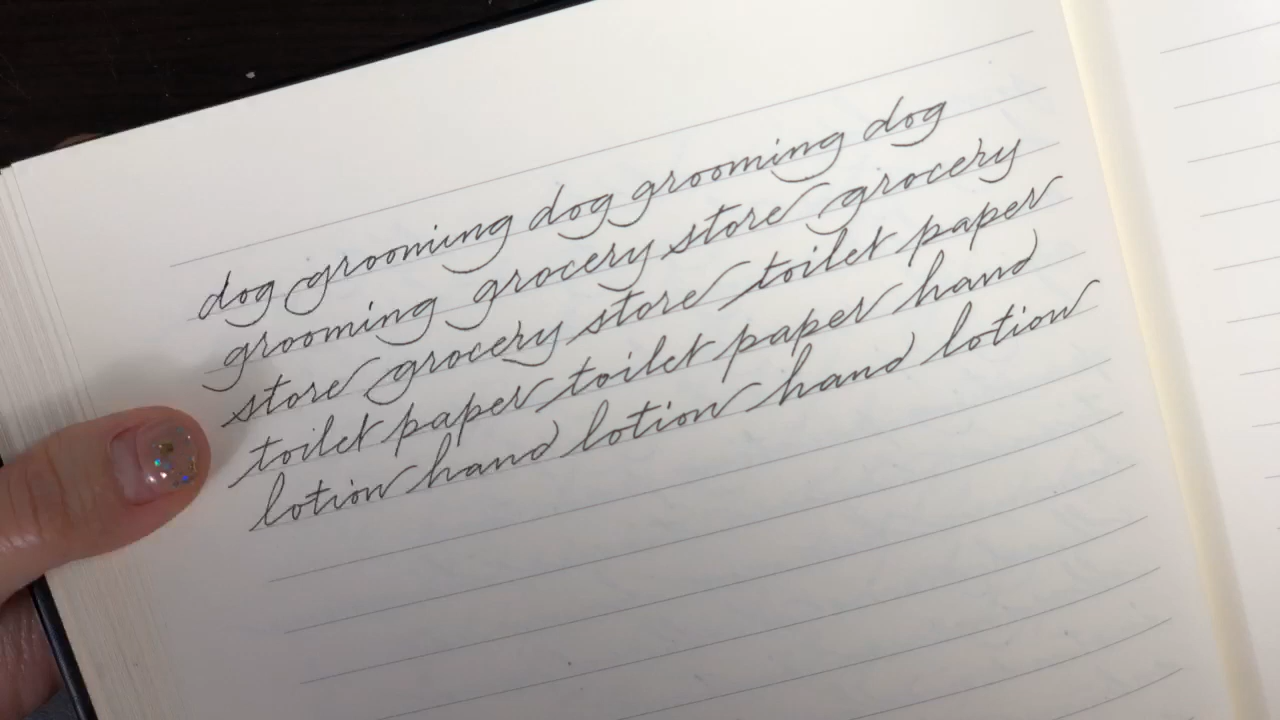 dog grooming dog grooming dog
grooming grocery store grocery
store grocery store toilet paper
toilet paper toilet paper hand
lotion hand lotion hand lotion